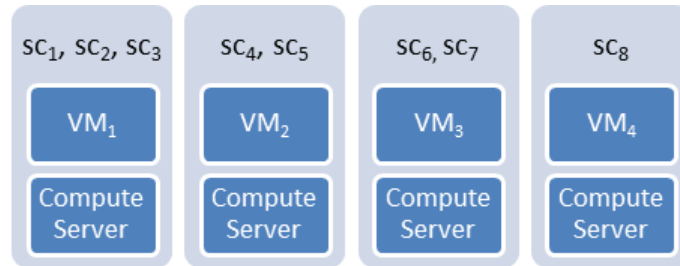 SC₁, SC₂, SC₃
VM₁
Compute
Server
SC₄, SC₅
VM₂
Compute
Server
SC₆, SC₇
VM₃
Compute
Server
SC₈
VM₄
Compute
Server